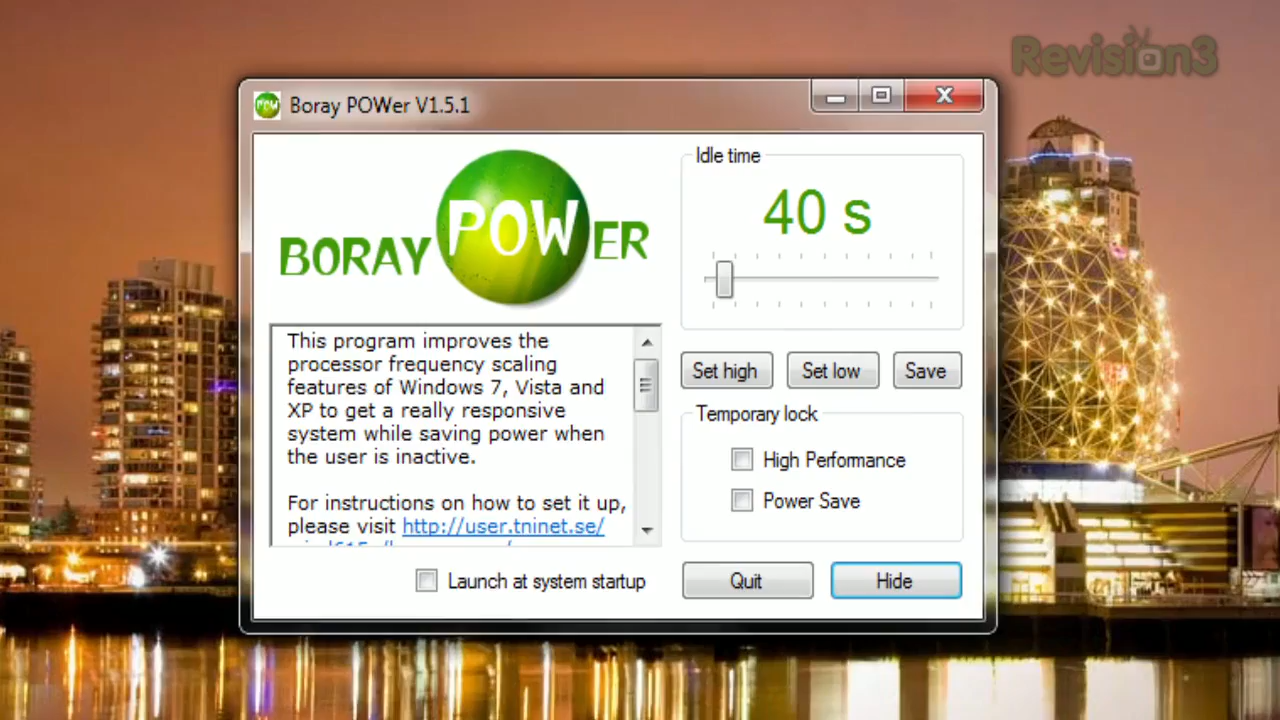 Revision3
POW Boray POWer V1.5.1
BORAY POWER
Idle time
40 s
This program improves the
processor frequency scaling
features of Windows 7, Vista and
XP to get a really responsive
system while saving power when
the user is inactive.
For instructions on how to set it up,
please visit http://user.tninet.se/
Set high Set low Save
Temporary lock
High Performance
Power Save
Launch at system startup
Quit Hide